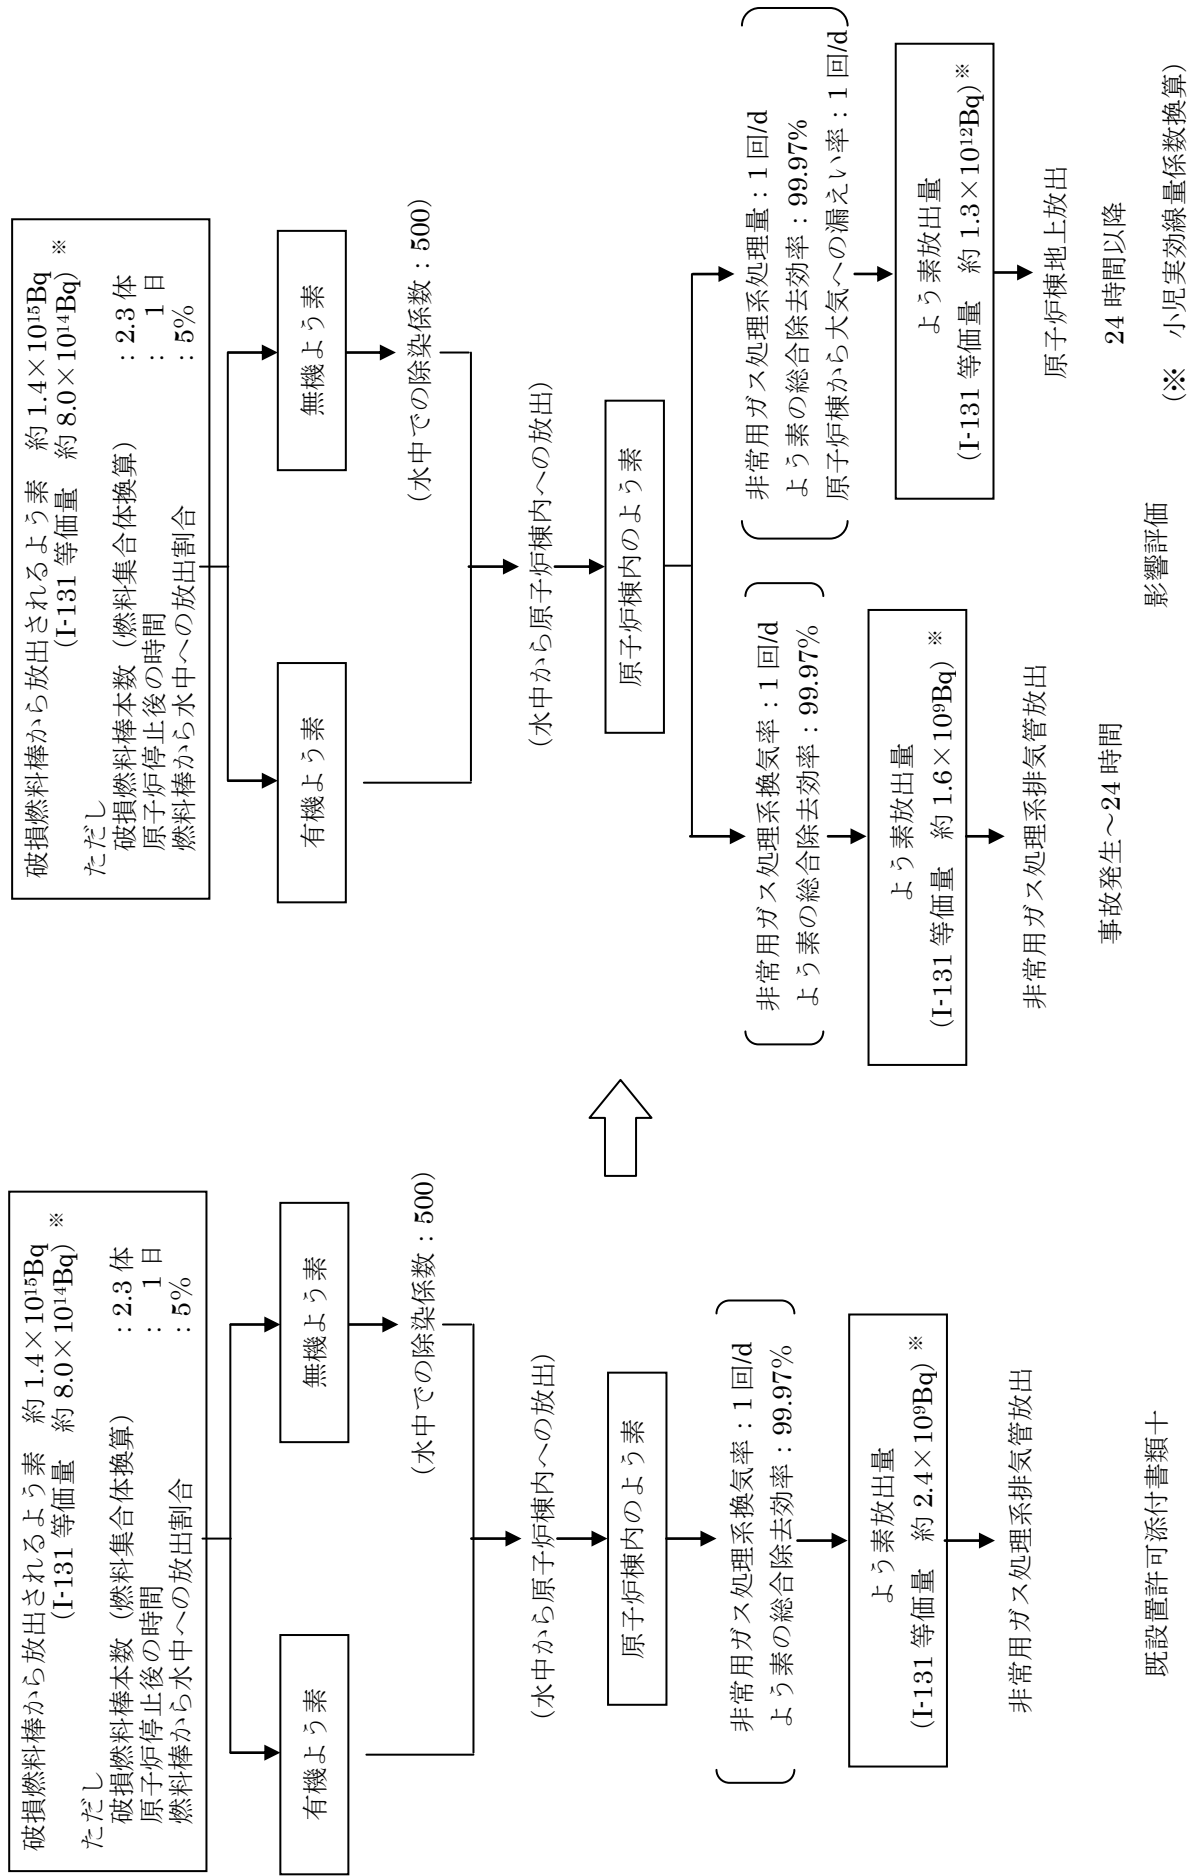 破損燃料棒から放出されるよう素　約 1.4×10¹⁵Bq
(I-131 等価量　約 8.0×10¹⁴Bq) ※
ただし
破損燃料棒本数 (燃料集合体換算)　: 2.3 体
原子炉停止後の時間　: 1 日
燃料棒から水中への放出割合　: 5%
有機よう素
無機よう素
(水中での除染係数 : 500)
(水中から原子炉棟内への放出)
原子炉棟内のよう素
非常用ガス処理系換気率 : 1 回/d
よう素の総合除去効率 : 99.97%
よう素放出量
(I-131 等価量　約 2.4×10⁹Bq) ※
非常用ガス処理系排気管放出
既設置許可添付書類十
破損燃料棒から放出されるよう素　約 1.4×10¹⁵Bq
(I-131 等価量　約 8.0×10¹⁴Bq) ※
ただし
破損燃料棒本数 (燃料集合体換算)　: 2.3 体
原子炉停止後の時間　: 1 日
燃料棒から水中への放出割合　: 5%
有機よう素
無機よう素
(水中での除染係数 : 500)
(水中から原子炉棟内への放出)
原子炉棟内のよう素
非常用ガス処理系換気率 : 1 回/d
よう素の総合除去効率 : 99.97%
よう素放出量
(I-131 等価量　約 1.6×10⁹Bq) ※
非常用ガス処理系排気管放出
事故発生～24 時間
非常用ガス処理系処理量 : 1 回/d
よう素の総合除去効率 : 99.97%
原子炉棟から大気への漏えい率 : 1 回/d
よう素放出量
(I-131 等価量　約 1.3×10¹²Bq) ※
原子炉棟地上放出
24 時間以降
影響評価
(※　小児実効線量係数換算)